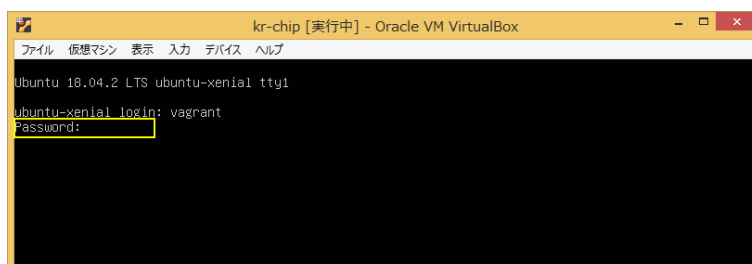 kr-chip [実行中] - Oracle VM VirtualBox
ファイル 仮想マシン 表示 入力 デバイス ヘルプ
Ubuntu 18.04.2 LTS ubuntu-xenial tty1
ubuntu-xenial login: vagrant
Password: